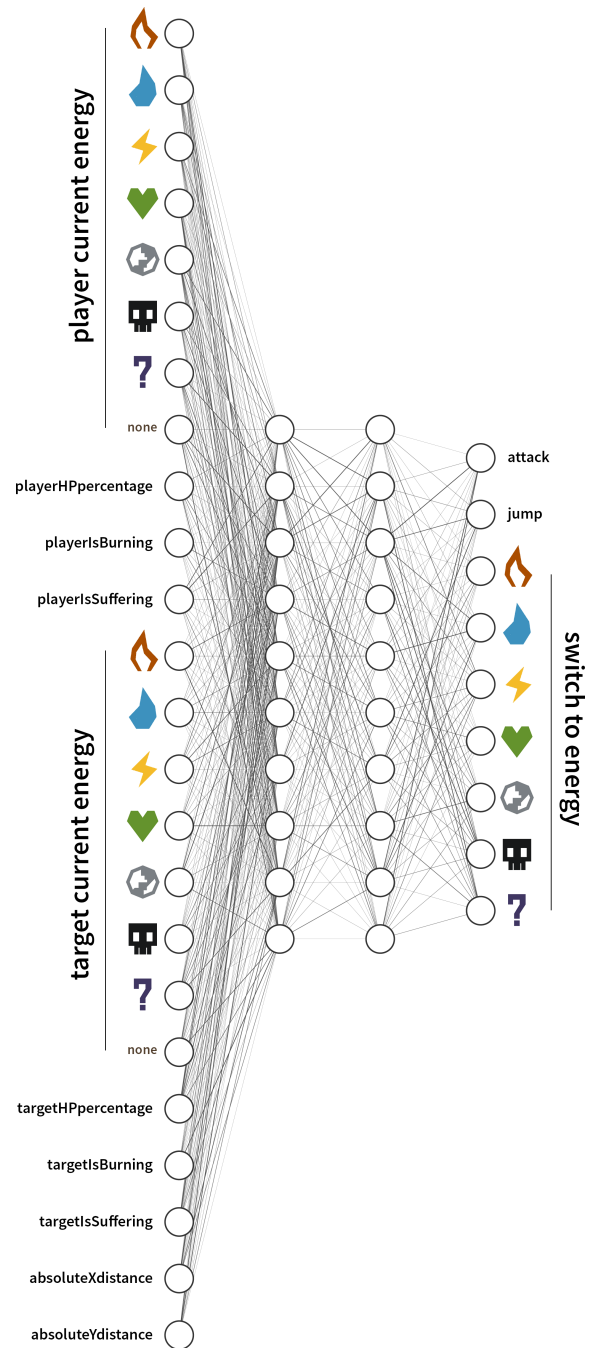 player current energy
?
none
playerHPpercentage
playerIsBurning
playerIsSuffering
target current energy
?
none
targetHPpercentage
targetIsBurning
targetIsSuffering
absoluteXdistance
absoluteYdistance
attack
jump
switch to energy
?